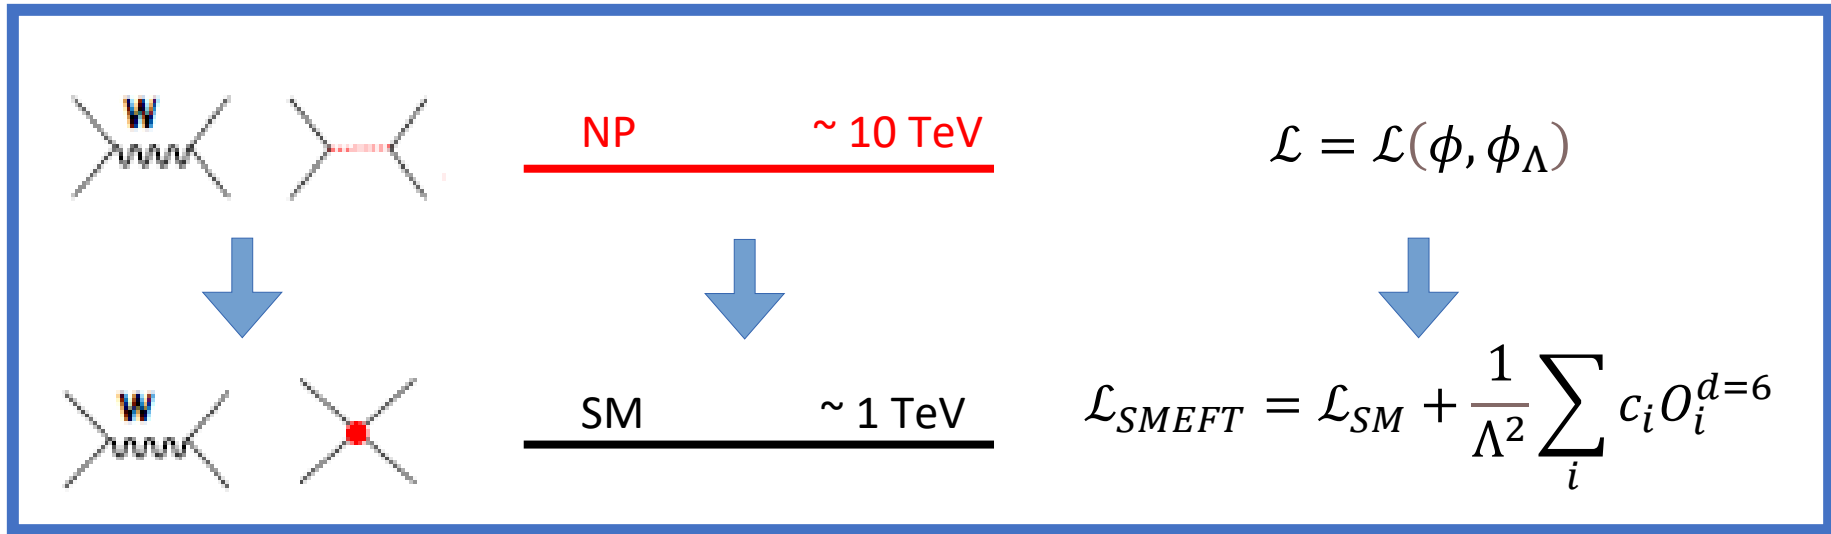 W NP ~ 10 TeV ℒ = ℒ(ϕ, ϕ_Λ)
W SM ~ 1 TeV ℒ_SMEFT = ℒ_SM + 1/Λ² ∑_i c_i O_i^{d=6}